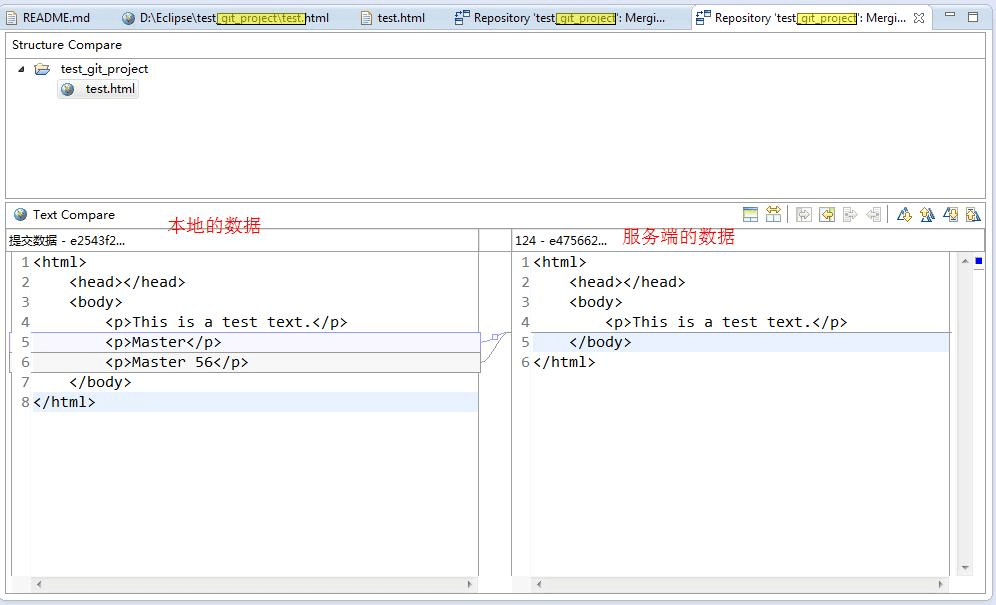 README.md D:\Eclipse\test_git_project\test.html test.html Repository 'test_git_project': Mergi... Repository 'test_git_project': Mergi...
Structure Compare
test_git_project
test.html
Text Compare
本地的数据
服务端的数据
提交数据 - e2543f2...
1 <html>
2     <head></head>
3     <body>
4         <p>This is a test text.</p>
5         <p>Master</p>
6         <p>Master 56</p>
7     </body>
8 </html>
124 - e475662...
1 <html>
2     <head></head>
3     <body>
4         <p>This is a test text.</p>
5     </body>
6 </html>